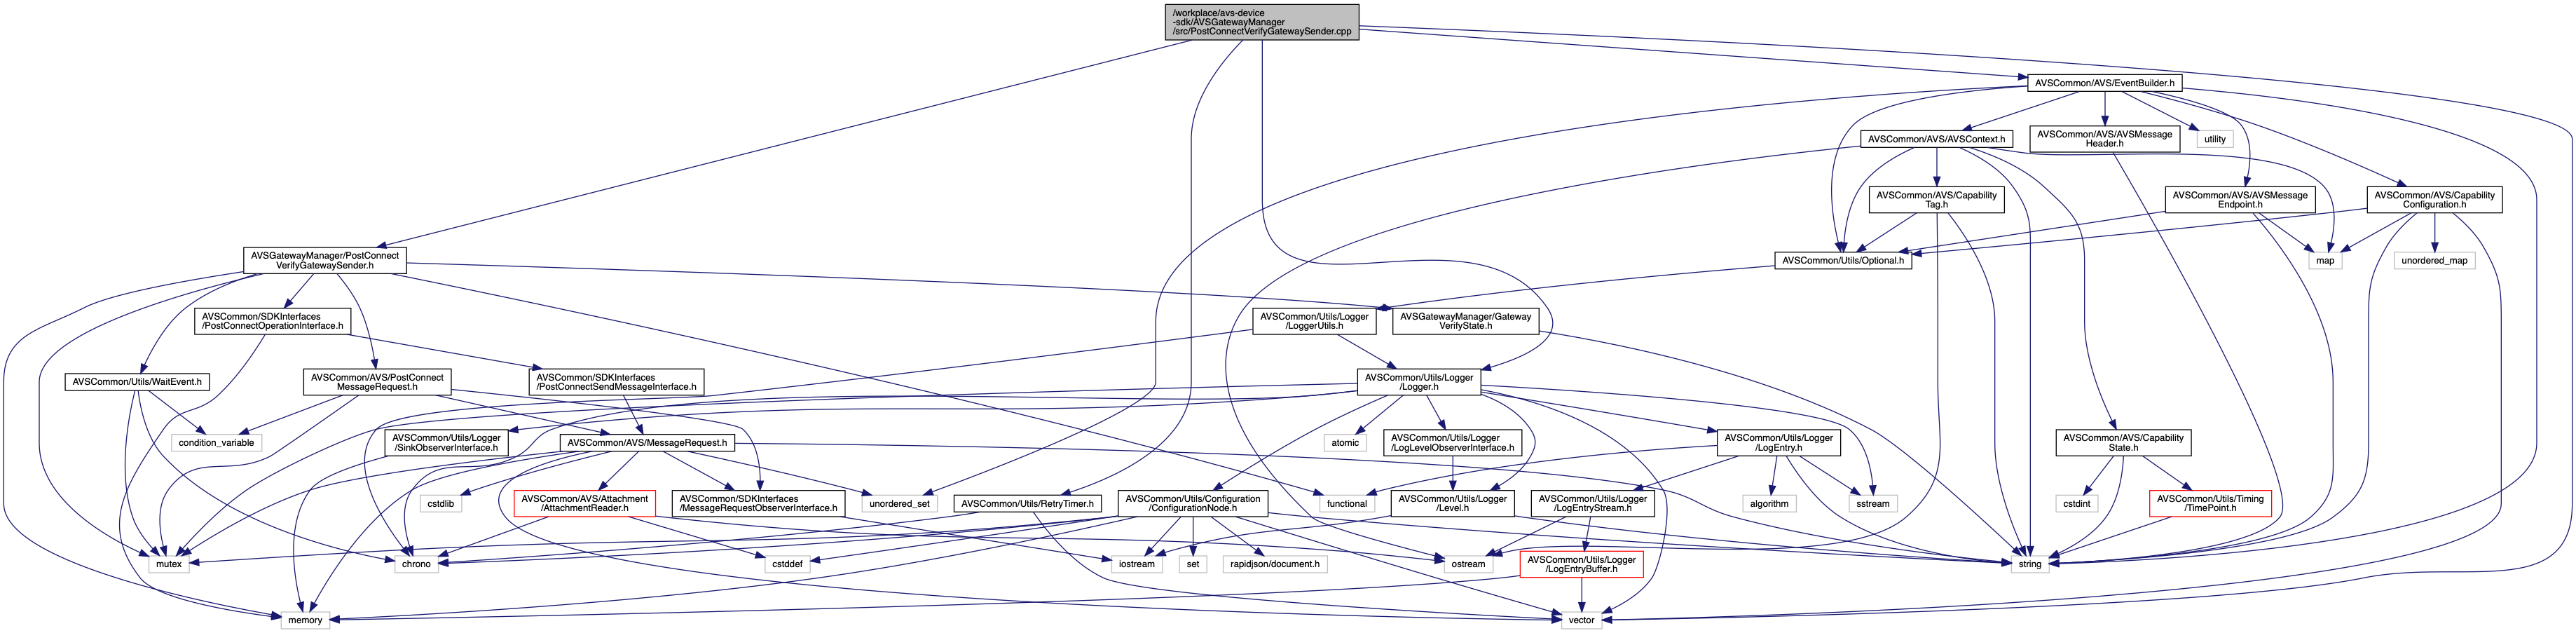 /workplace/avs-device
-sdk/AVSGatewayManager
/src/PostConnectVerifyGatewaySender.cpp
AVSCommon/AVS/EventBuilder.h
AVSCommon/AVS/AVSContext.h
AVSCommon/AVS/AVSMessage
Header.h
utility
AVSCommon/AVS/Capability
Tag.h
AVSCommon/AVS/AVSMessage
Endpoint.h
AVSCommon/AVS/Capability
Configuration.h
AVSGatewayManager/PostConnect
VerifyGatewaySender.h
AVSCommon/Utils/Optional.h
map
unordered_map
AVSCommon/SDKInterfaces
/PostConnectOperationInterface.h
AVSCommon/Utils/Logger
/LoggerUtils.h
AVSGatewayManager/Gateway
VerifyState.h
AVSCommon/Utils/WaitEvent.h
AVSCommon/AVS/PostConnect
MessageRequest.h
AVSCommon/SDKInterfaces
/PostConnectSendMessageInterface.h
AVSCommon/Utils/Logger
/Logger.h
condition_variable
AVSCommon/Utils/Logger
/SinkObserverInterface.h
AVSCommon/AVS/MessageRequest.h
atomic
AVSCommon/Utils/Logger
/LogLevelObserverInterface.h
AVSCommon/Utils/Logger
/LogEntry.h
AVSCommon/AVS/Capability
State.h
cstdlib
AVSCommon/AVS/Attachment
/AttachmentReader.h
AVSCommon/SDKInterfaces
/MessageRequestObserverInterface.h
unordered_set
AVSCommon/Utils/RetryTimer.h
AVSCommon/Utils/Configuration
/ConfigurationNode.h
functional
AVSCommon/Utils/Logger
/Level.h
AVSCommon/Utils/Logger
/LogEntryStream.h
algorithm
sstream
cstdint
AVSCommon/Utils/Timing
/TimePoint.h
mutex
chrono
cstddef
iostream
set
rapidjson/document.h
ostream
AVSCommon/Utils/Logger
/LogEntryBuffer.h
string
memory
vector